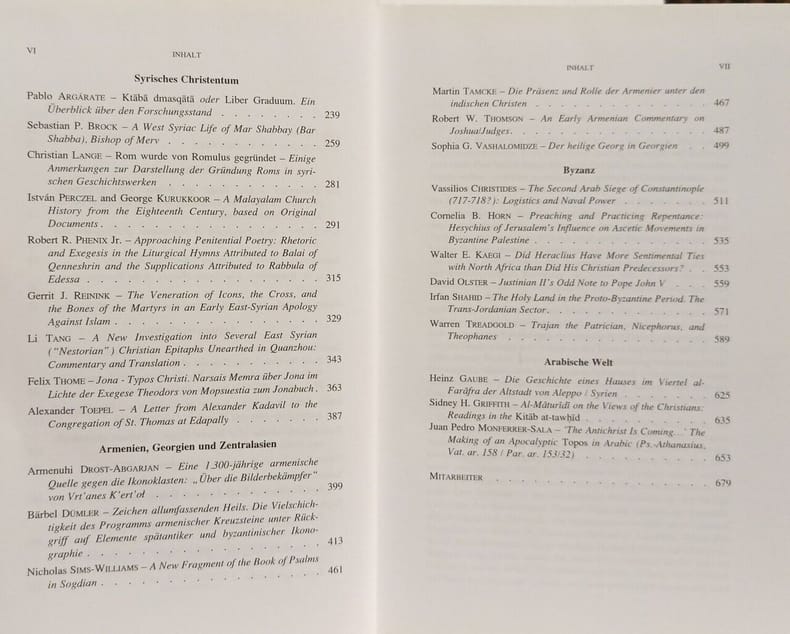 VI
INHALT
Syrisches Christentum
Pablo ARGÁRATE – Ktābā dmasqātā oder Liber Graduum. Ein
Überblick über den Forschungsstand . . . . . . . . 239
Sebastian P. BROCK – A West Syriac Life of Mar Shabbay (Bar
Shabba), Bishop of Merv . . . . . . . . . . . . 259
Christian LANGE – Rom wurde von Romulus gegründet – Einige
Anmerkungen zur Darstellung der Gründung Roms in syri-
schen Geschichtswerken . . . . . . . . . . . . 281
István PERCZEL and George KURUKKOOR – A Malayalam Church
History from the Eighteenth Century, based on Original
Documents . . . . . . . . . . . . . . . . . 291
Robert R. PHENIX Jr. – Approaching Penitential Poetry: Rhetoric
and Exegesis in the Liturgical Hymns Attributed to Balai of
Qenneshrin and the Supplications Attributed to Rabbula of
Edessa . . . . . . . . . . . . . . . . . . 315
Gerrit J. REININK – The Veneration of Icons, the Cross, and
the Bones of the Martyrs in an Early East-Syrian Apology
Against Islam . . . . . . . . . . . . . . . . 329
Li TANG – A New Investigation into Several East Syrian
("Nestorian") Christian Epitaphs Unearthed in Quanzhou:
Commentary and Translation . . . . . . . . . . . 343
Felix THOME – Jona - Typos Christi. Narsais Memra über Jona im
Lichte der Exegese Theodors von Mopsuestia zum Jonabuch . 363
Alexander TOEPEL – A Letter from Alexander Kadavil to the
Congregation of St. Thomas at Edapally . . . . . . . 387
Armenien, Georgien und Zentralasien
Armenuhi DROST-ABGARJAN – Eine 1300-jährige armenische
Quelle gegen die Ikonoklasten: „Über die Bilderbekämpfer“
von Vrt'anes K'ert'oł . . . . . . . . . . . . . 399
Bärbel DÜMLER – Zeichen allumfassenden Heils. Die Vielschich-
tigkeit des Programms armenischer Kreuzsteine unter Rück-
griff auf Elemente spätantiker und byzantinischer Ikono-
graphie . . . . . . . . . . . . . . . . . . 413
Nicholas SIMS-WILLIAMS – A New Fragment of the Book of Psalms
in Sogdian . . . . . . . . . . . . . . . . . 461
INHALT
VII
Martin TAMCKE – Die Präsenz und Rolle der Armenier unter den
indischen Christen . . . . . . . . . . . . . . 467
Robert W. THOMSON – An Early Armenian Commentary on
Joshua/Judges. . . . . . . . . . . . . . . . 487
Sophia G. VASHALOMIDZE – Der heilige Georg in Georgien . . 499
Byzanz
Vassilios CHRISTIDES – The Second Arab Siege of Constantinople
(717-718?); Logistics and Naval Power . . . . . . . 511
Cornelia B. HORN – Preaching and Practicing Repentance:
Hesychius of Jerusalem's Influence on Ascetic Movements in
Byzantine Palestine . . . . . . . . . . . . . . 535
Walter E. KAEGI – Did Heraclius Have More Sentimental Ties
with North Africa than Did His Christian Predecessors? . . 553
David OLSTER – Justinian II's Odd Note to Pope John V . . . 559
Irfan SHAHID – The Holy Land in the Proto-Byzantine Period. The
Trans-Jordanian Sector. . . . . . . . . . . . . 571
Warren TREADGOLD – Trajan the Patrician, Nicephorus, and
Theophanes . . . . . . . . . . . . . . . . . 589
Arabische Welt
Heinz GAUBE – Die Geschichte eines Hauses im Viertel al-
Farāfra der Altstadt von Aleppo / Syrien . . . . . . 625
Sidney H. GRIFFITH – Al-Māturīdī on the Views of the Christians:
Readings in the Kitāb at-tawḥīd . . . . . . . . . 635
Juan Pedro MONFERRER-SALA – 'The Antichrist Is Coming...' The
Making of an Apocalyptic Topos in Arabic (Ps.-Athanasius,
Vat. ar. 158 / Par. ar. 153/32) . . . . . . . . . . 653
MITARBEITER . . . . . . . . . . . . . . . . . 679